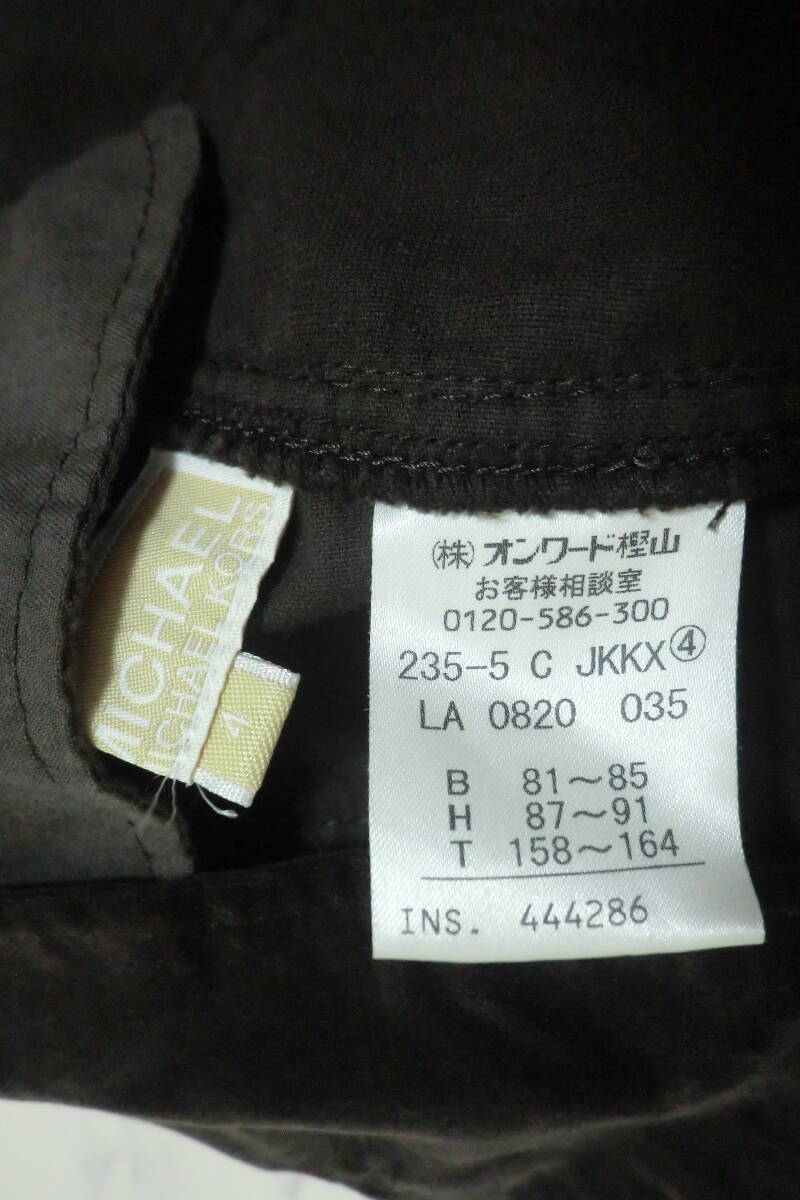 MICHAEL
MICHAEL KORS
4
(株)オンワード樫山
お客様相談室
0120-586-300
235-5 C JKKX④
LA 0820 035
B 81~85
H 87~91
T 158~164
INS. 444286